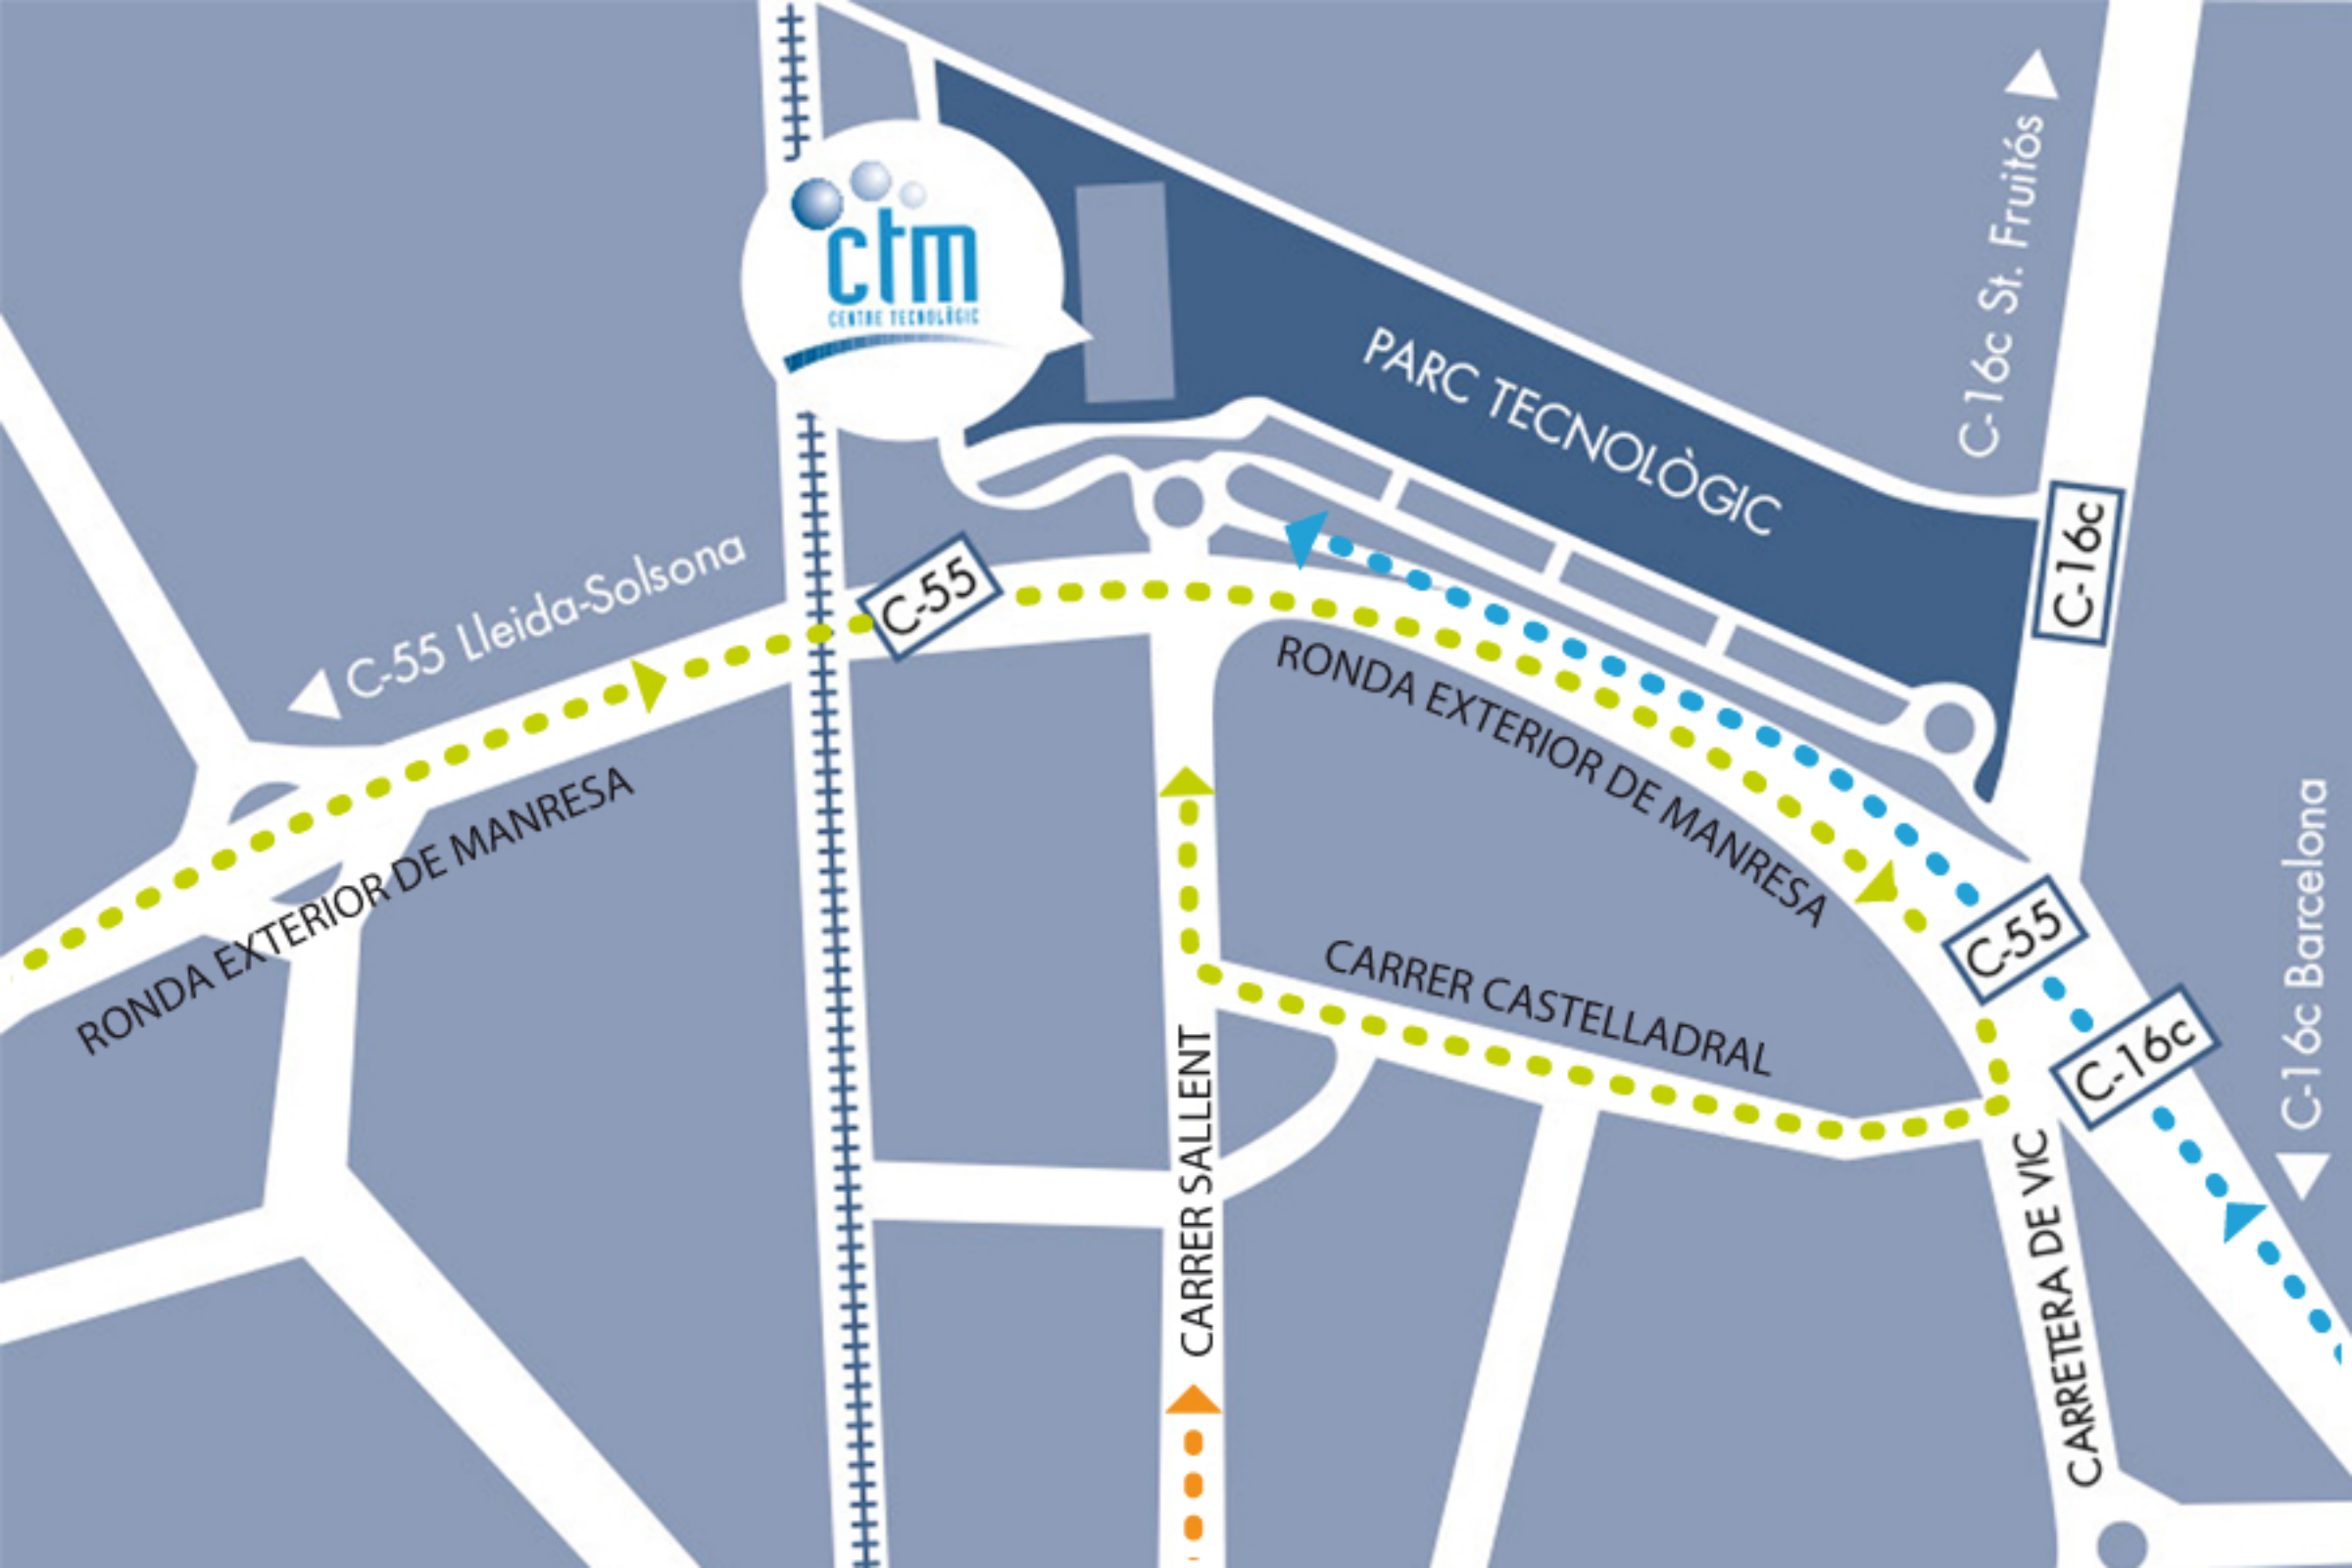 ctm
CENTRE TECNOLÒGIC
PARC TECNOLÒGIC
C-16c St. Fruitós
C-16c
C-55 Lleida-Solsona
C-55
RONDA EXTERIOR DE MANRESA
RONDA EXTERIOR DE MANRESA
C-55
C-16c
C-16c Barcelona
CARRER CASTELLADRAL
CARRER SALLENT
CARRETERA DE VIC